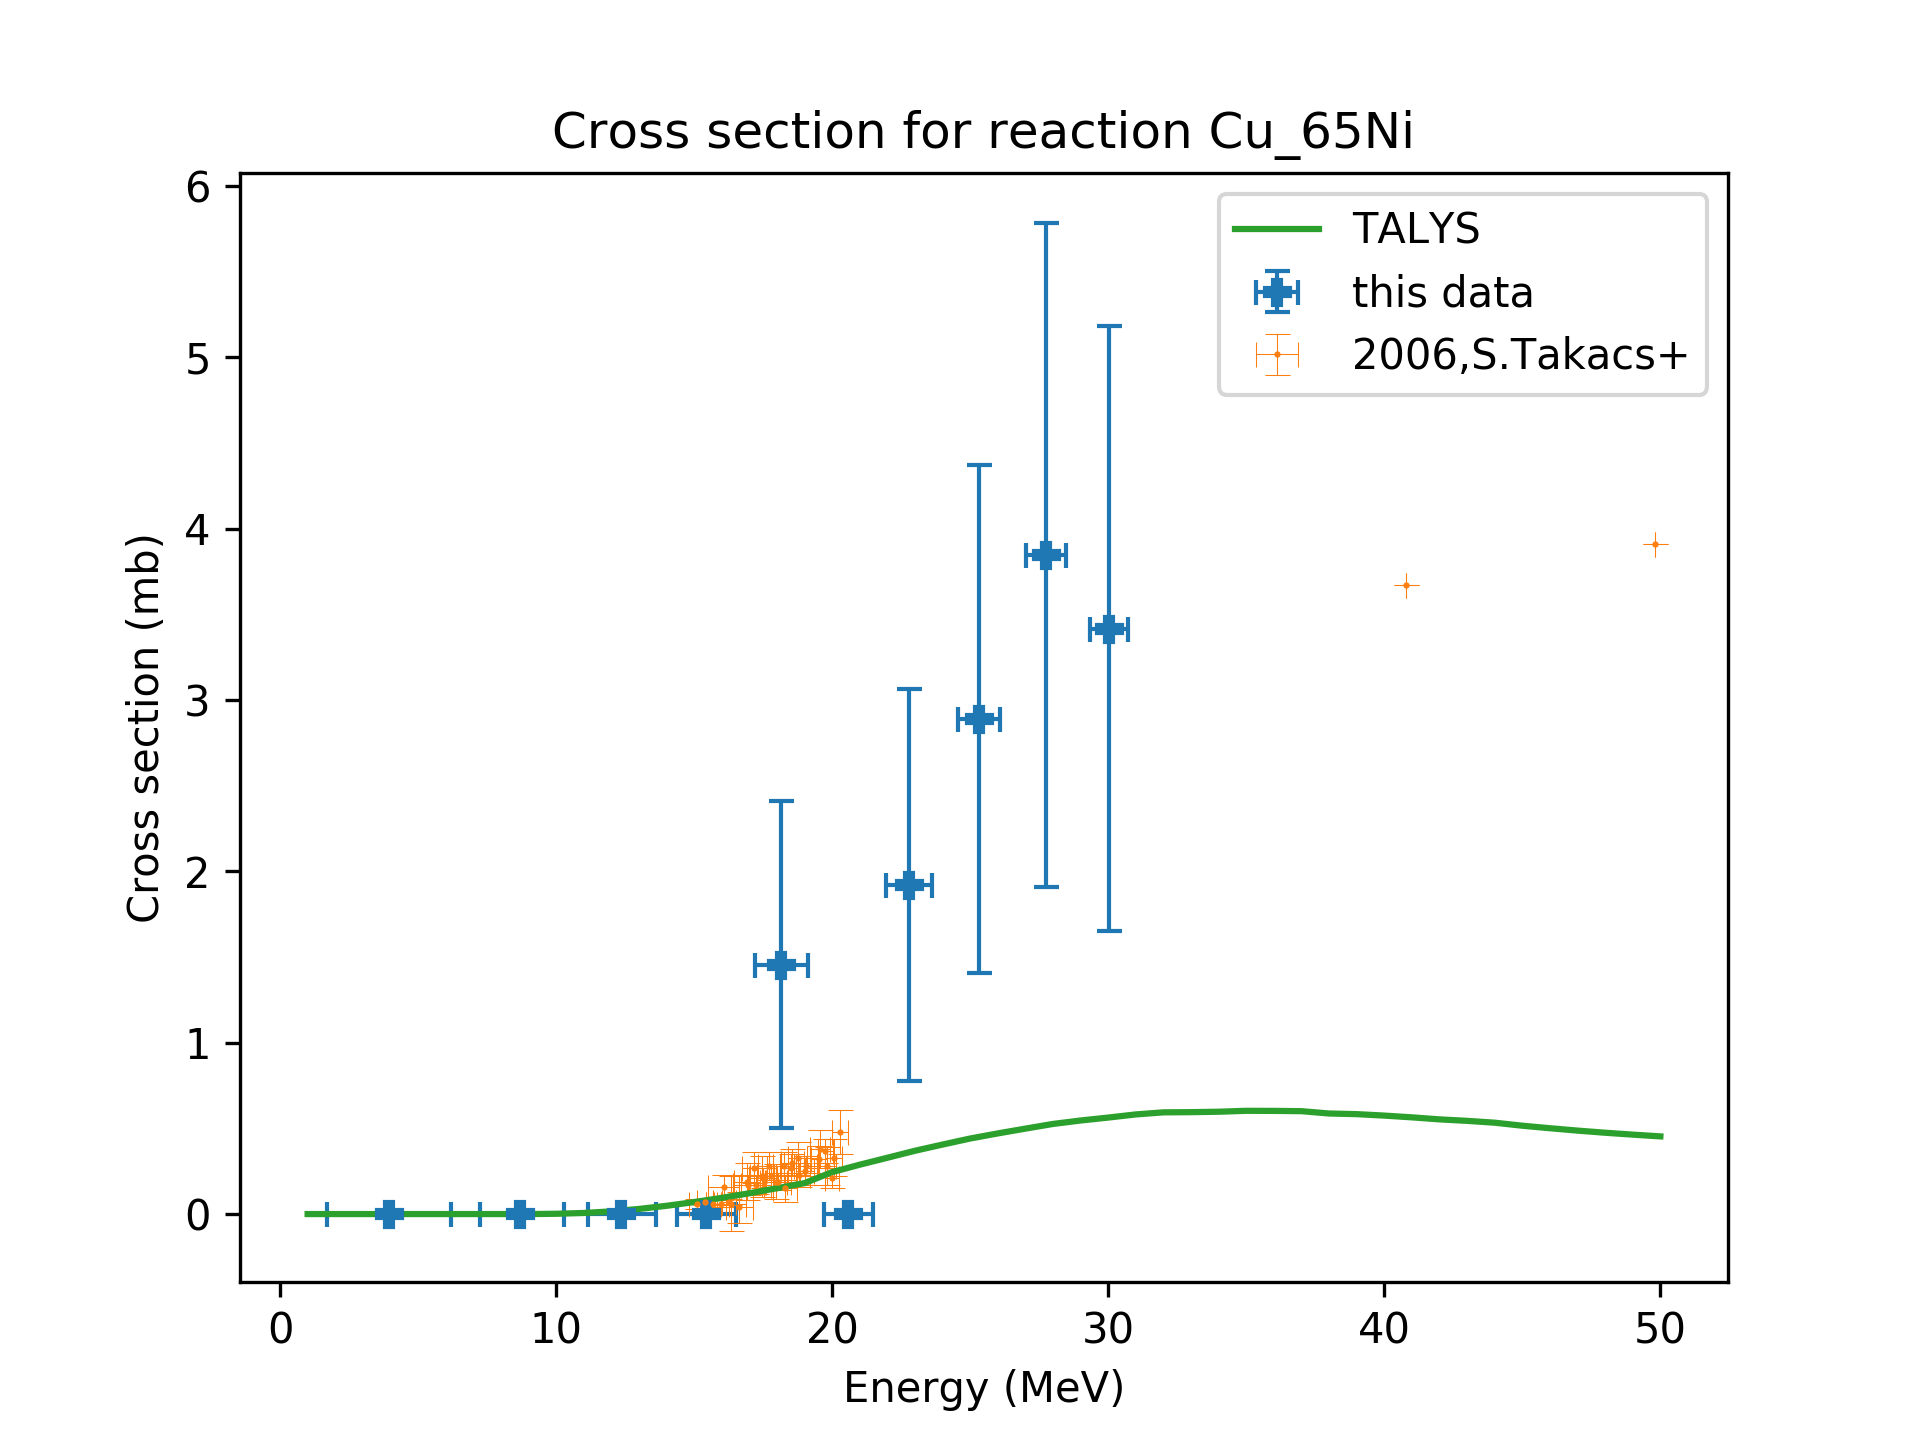 Cross section for reaction Cu_65Ni
6
5
4
3
2
1
0
Cross section (mb)
TALYS
this data
2006,S.Takacs+
0 10 20 30 40 50
Energy (MeV)